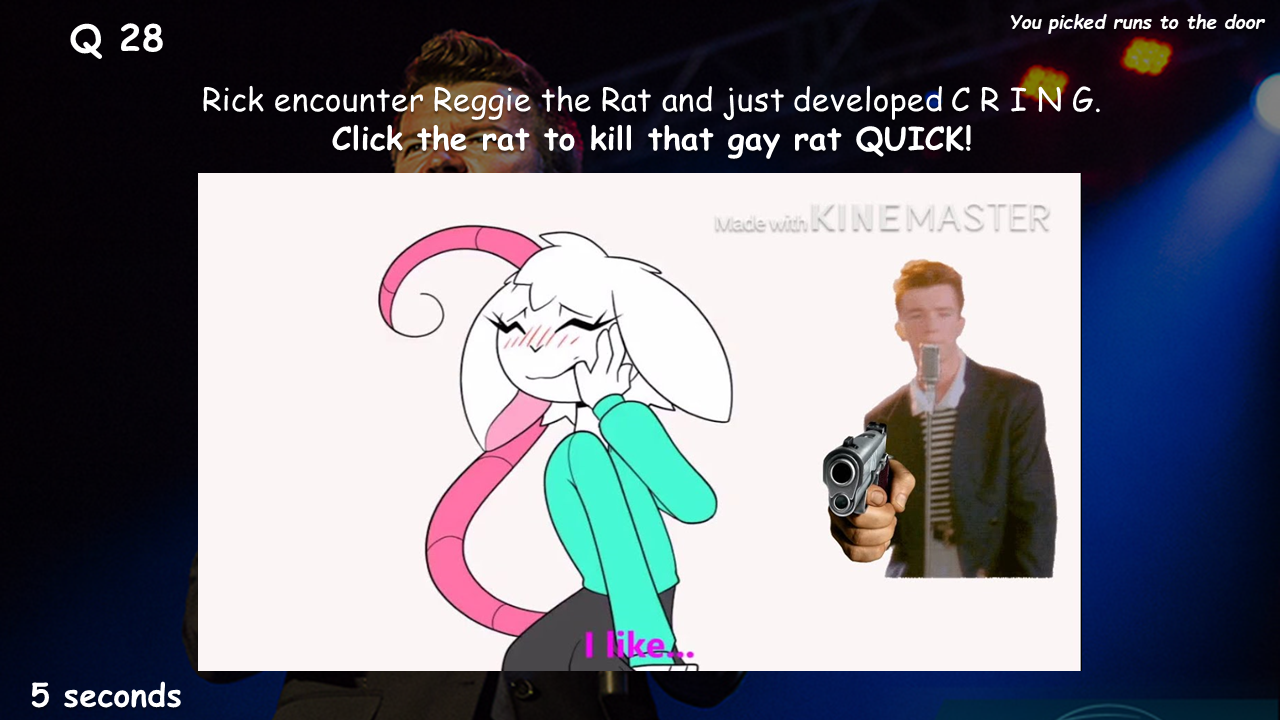 Q 28
You picked runs to the door
Rick encounter Reggie the Rat and just developed C R I N G.
Click the rat to kill that gay rat QUICK!
Made with KINEMASTER
I like...
5 seconds